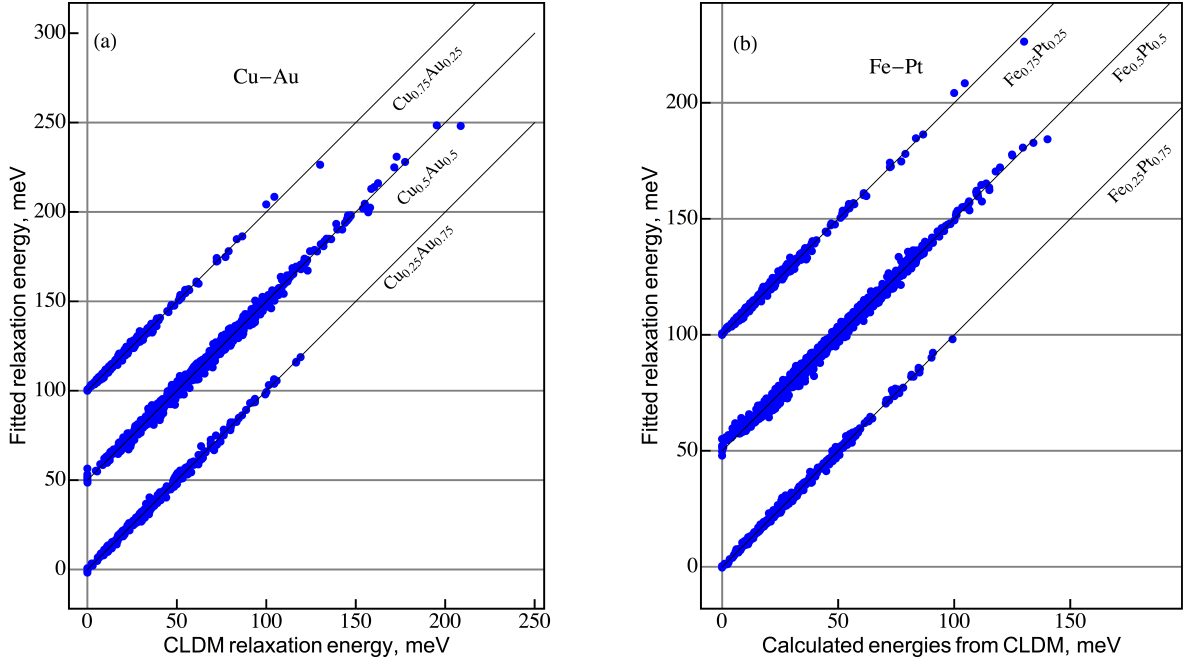 (a)
Cu−Au
Cu0.75Au0.25
Cu0.5Au0.5
Cu0.25Au0.75
300
250
200
150
100
50
0
Fitted relaxation energy, meV
0 50 100 150 200 250
CLDM relaxation energy, meV
(b)
Fe−Pt
Fe0.75Pt0.25
Fe0.5Pt0.5
Fe0.25Pt0.75
200
150
100
50
0
Fitted relaxation energy, meV
0 50 100 150
Calculated energies from CLDM, meV